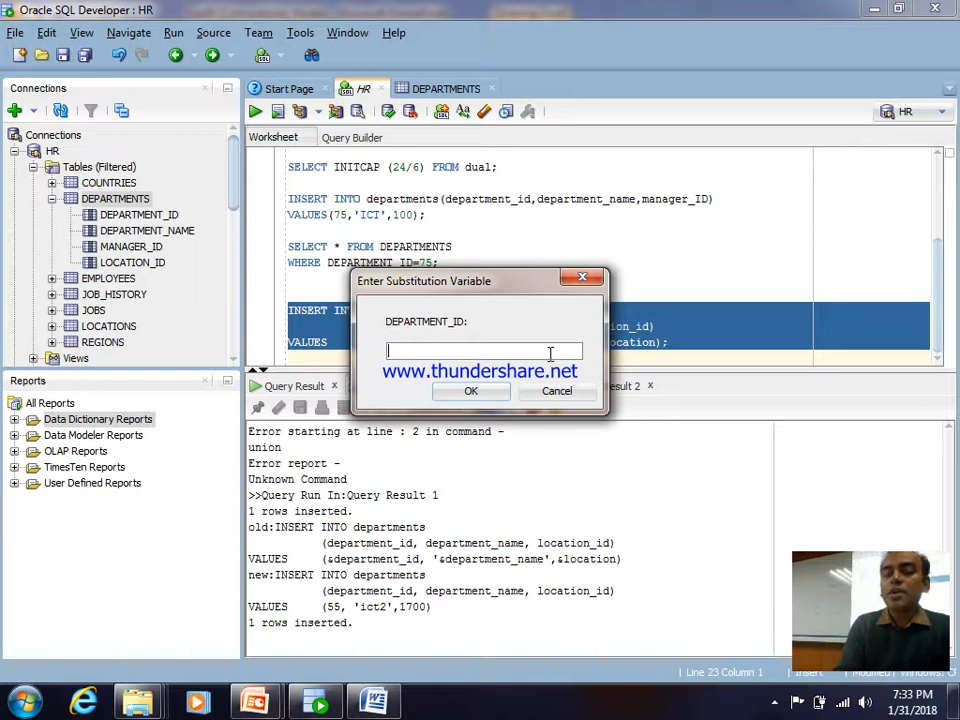 Oracle SQL Developer : HR
File Edit View Navigate Run Source Team Tools Window Help
Connections
Start Page
HR
DEPARTMENTS
HR
Worksheet
Query Builder
Connections
HR
Tables (Filtered)
COUNTRIES
DEPARTMENTS
DEPARTMENT_ID
DEPARTMENT_NAME
MANAGER_ID
LOCATION_ID
EMPLOYEES
JOB_HISTORY
JOBS
LOCATIONS
REGIONS
Views
SELECT INITCAP (24/6) FROM dual;
INSERT INTO departments(department_id,department_name,manager_ID)
VALUES(75,'ICT',100);
SELECT * FROM DEPARTMENTS
WHERE DEPARTMENT_ID=75;
INSERT IN
ion_id)
VALUES
ocation);
Enter Substitution Variable
DEPARTMENT_ID:
www.thundershare.net
OK
Cancel
Reports
All Reports
Data Dictionary Reports
Data Modeler Reports
OLAP Reports
TimesTen Reports
User Defined Reports
Query Result
esult 2
Error starting at line : 2 in command -
union
Error report -
Unknown Command
>>Query Run In:Query Result 1
1 rows inserted.
old:INSERT INTO departments
(department_id, department_name, location_id)
VALUES (&department_id, '&department_name',&location)
new:INSERT INTO departments
(department_id, department_name, location_id)
VALUES (55, 'ict2',1700)
1 rows inserted.
Line 23 Column 1
Insert
7:33 PM
1/31/2018